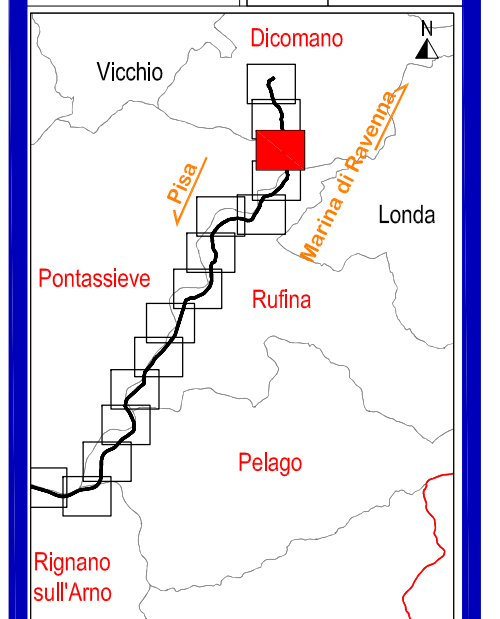 N
Dicomano
Vicchio
Marina di Ravenna
Pisa
Londa
Pontassieve
Rufina
Pelago
Rignano
sull'Arno